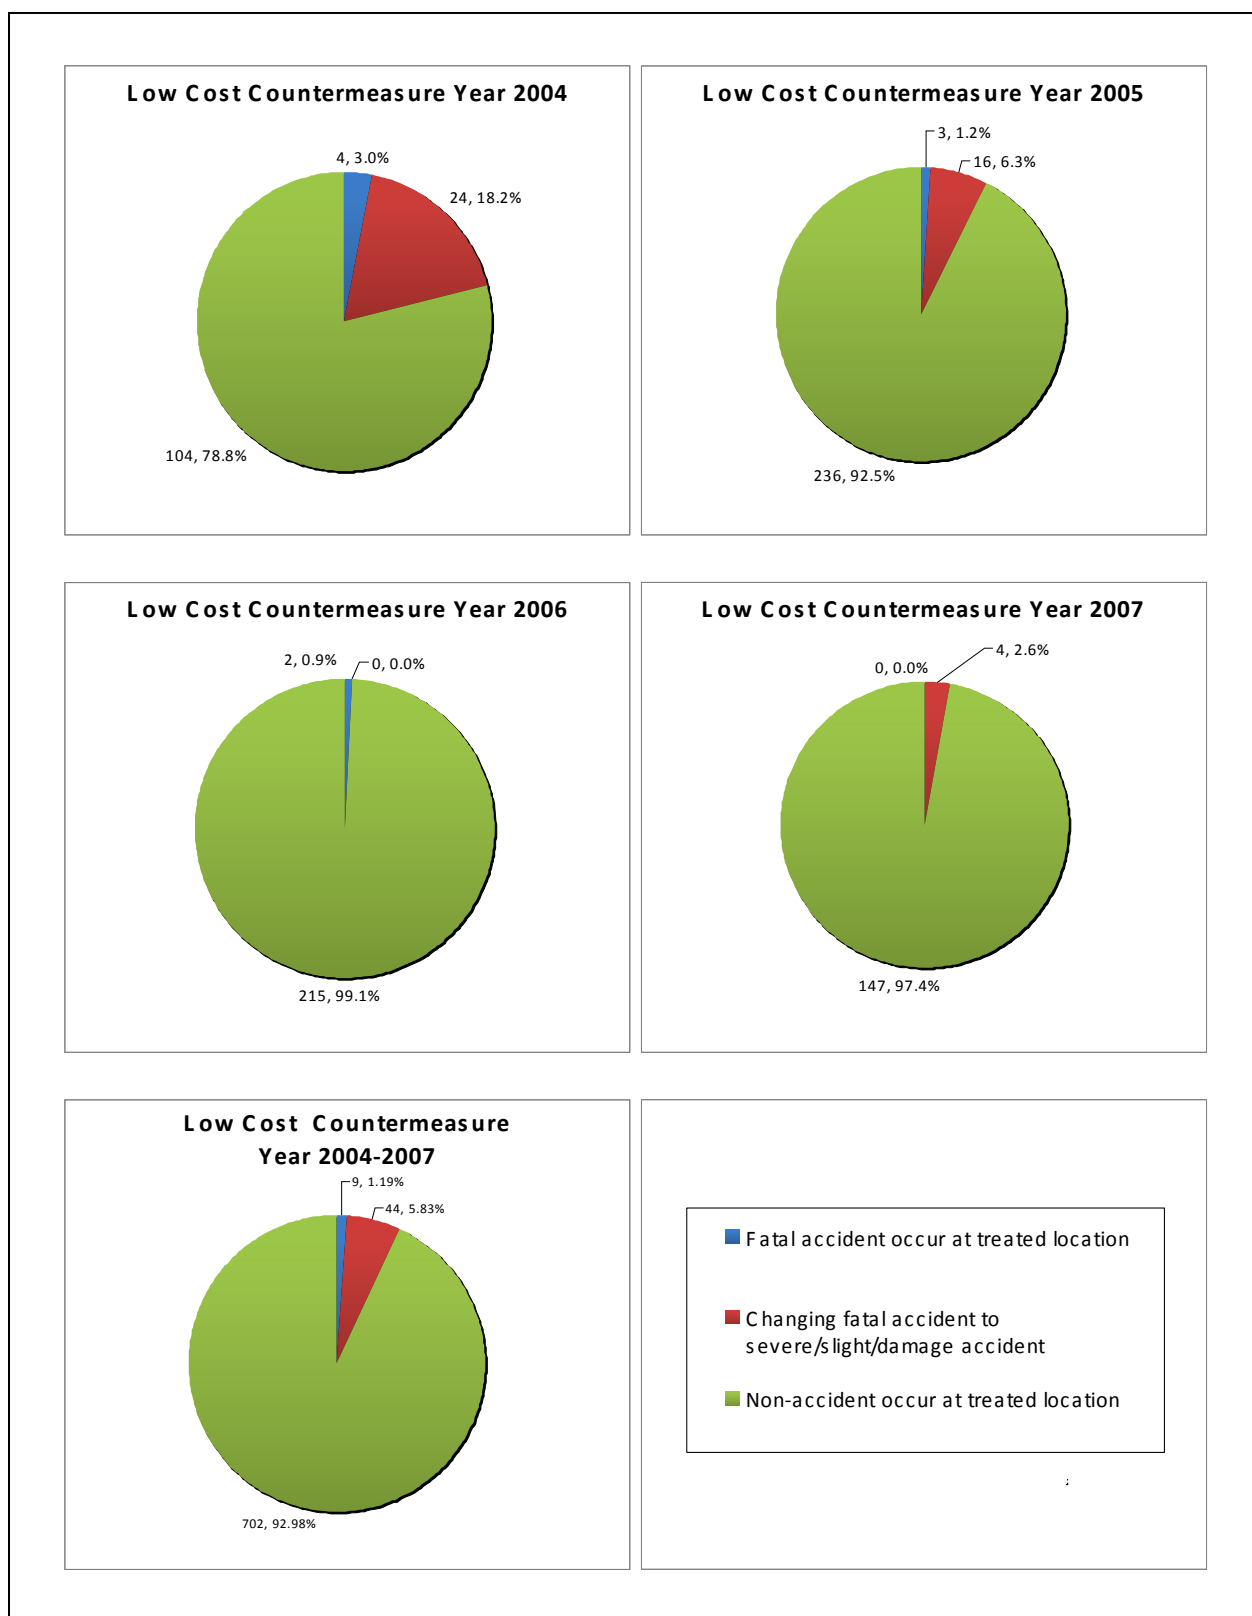 Low Cost Countermeasure Year 2004
4, 3.0%
24, 18.2%
104, 78.8%
Low Cost Countermeasure Year 2005
3, 1.2%
16, 6.3%
236, 92.5%
Low Cost Countermeasure Year 2006
2, 0.9%
0, 0.0%
215, 99.1%
Low Cost Countermeasure Year 2007
4, 2.6%
0, 0.0%
147, 97.4%
Low Cost Countermeasure
Year 2004-2007
9, 1.19%
44, 5.83%
702, 92.98%
Fatal accident occur at treated location
Changing fatal accident to
severe/slight/damage accident
Non-accident occur at treated location